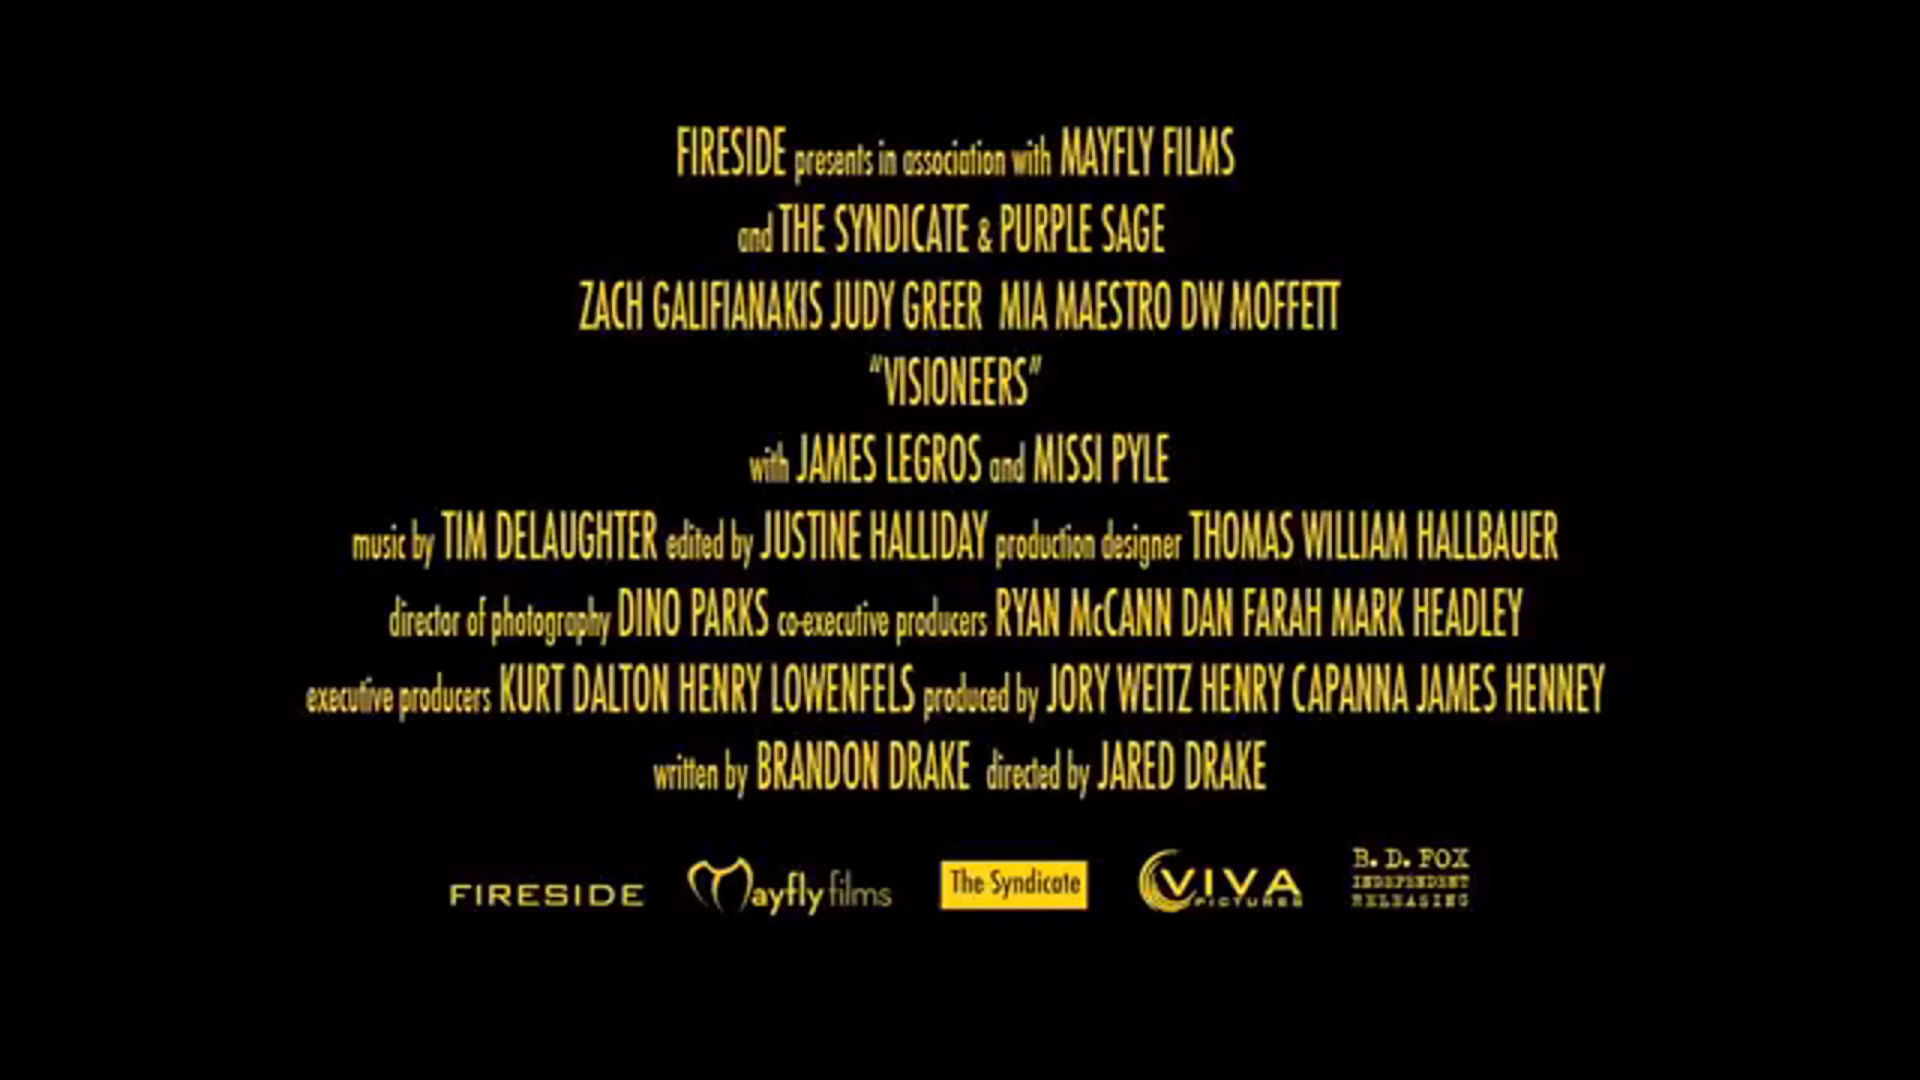 FIRESIDE presents in association with MAYFLY FILMS
and THE SYNDICATE & PURPLE SAGE
ZACH GALIFIANAKIS JUDY GREER MIA MAESTRO DW MOFFETT
“VISIONEERS”
with JAMES LEGROS and MISSI PYLE
music by TIM DELAUGHTER edited by JUSTINE HALLIDAY production designer THOMAS WILLIAM HALLBAUER
director of photography DINO PARKS co-executive producers RYAN McCANN DAN FARAH MARK HEADLEY
executive producers KURT DALTON HENRY LOWENFELS produced by JORY WEITZ HENRY CAPANNA JAMES HENNEY
written by BRANDON DRAKE directed by JARED DRAKE
FIRESIDE
Mayfly films
The Syndicate
VIVA
PICTURES
B. D. FOX
INDEPENDENT
RELEASING